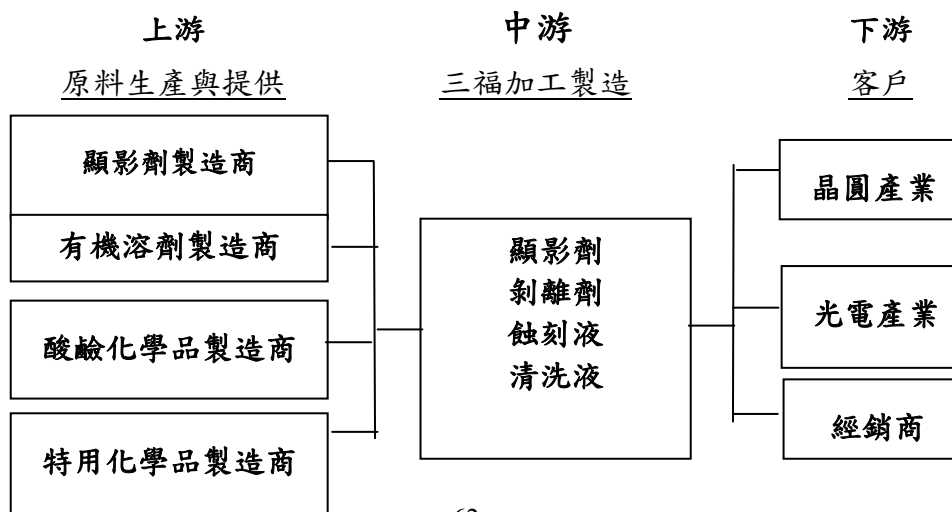 上游
中游
下游
原料生產與提供
三福加工製造
客戶
顯影劑製造商
有機溶劑製造商
酸鹼化學品製造商
特用化學品製造商
顯影劑
剝離劑
蝕刻液
清洗液
晶圓產業
光電產業
經銷商